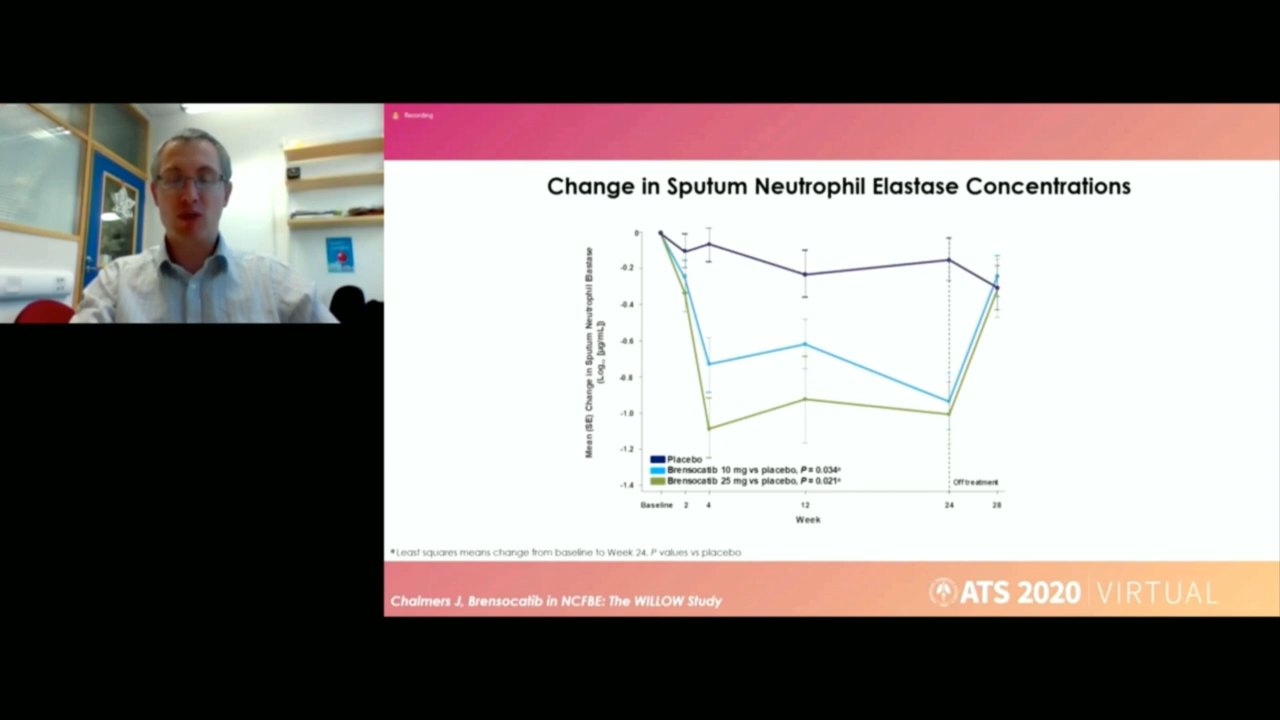 Recording
Change in Sputum Neutrophil Elastase Concentrations
Mean (SE) Change in Sputum Neutrophil Elastase
0
-0.2
-0.4
-0.6
-0.8
-1.0
-1.2
-1.4
Placebo
Brensocatib 10 mg vs placebo, P = 0.034ᵃ
Brensocatib 25 mg vs placebo, P = 0.021ᵃ
Off treatment
Baseline 2 4 12 24 28
Week
ᵃ Least squares means change from baseline to Week 24. P values vs placebo
Chalmers J, Brensocatib in NCFBE: The WILLOW Study
ATS 2020 VIRTUAL